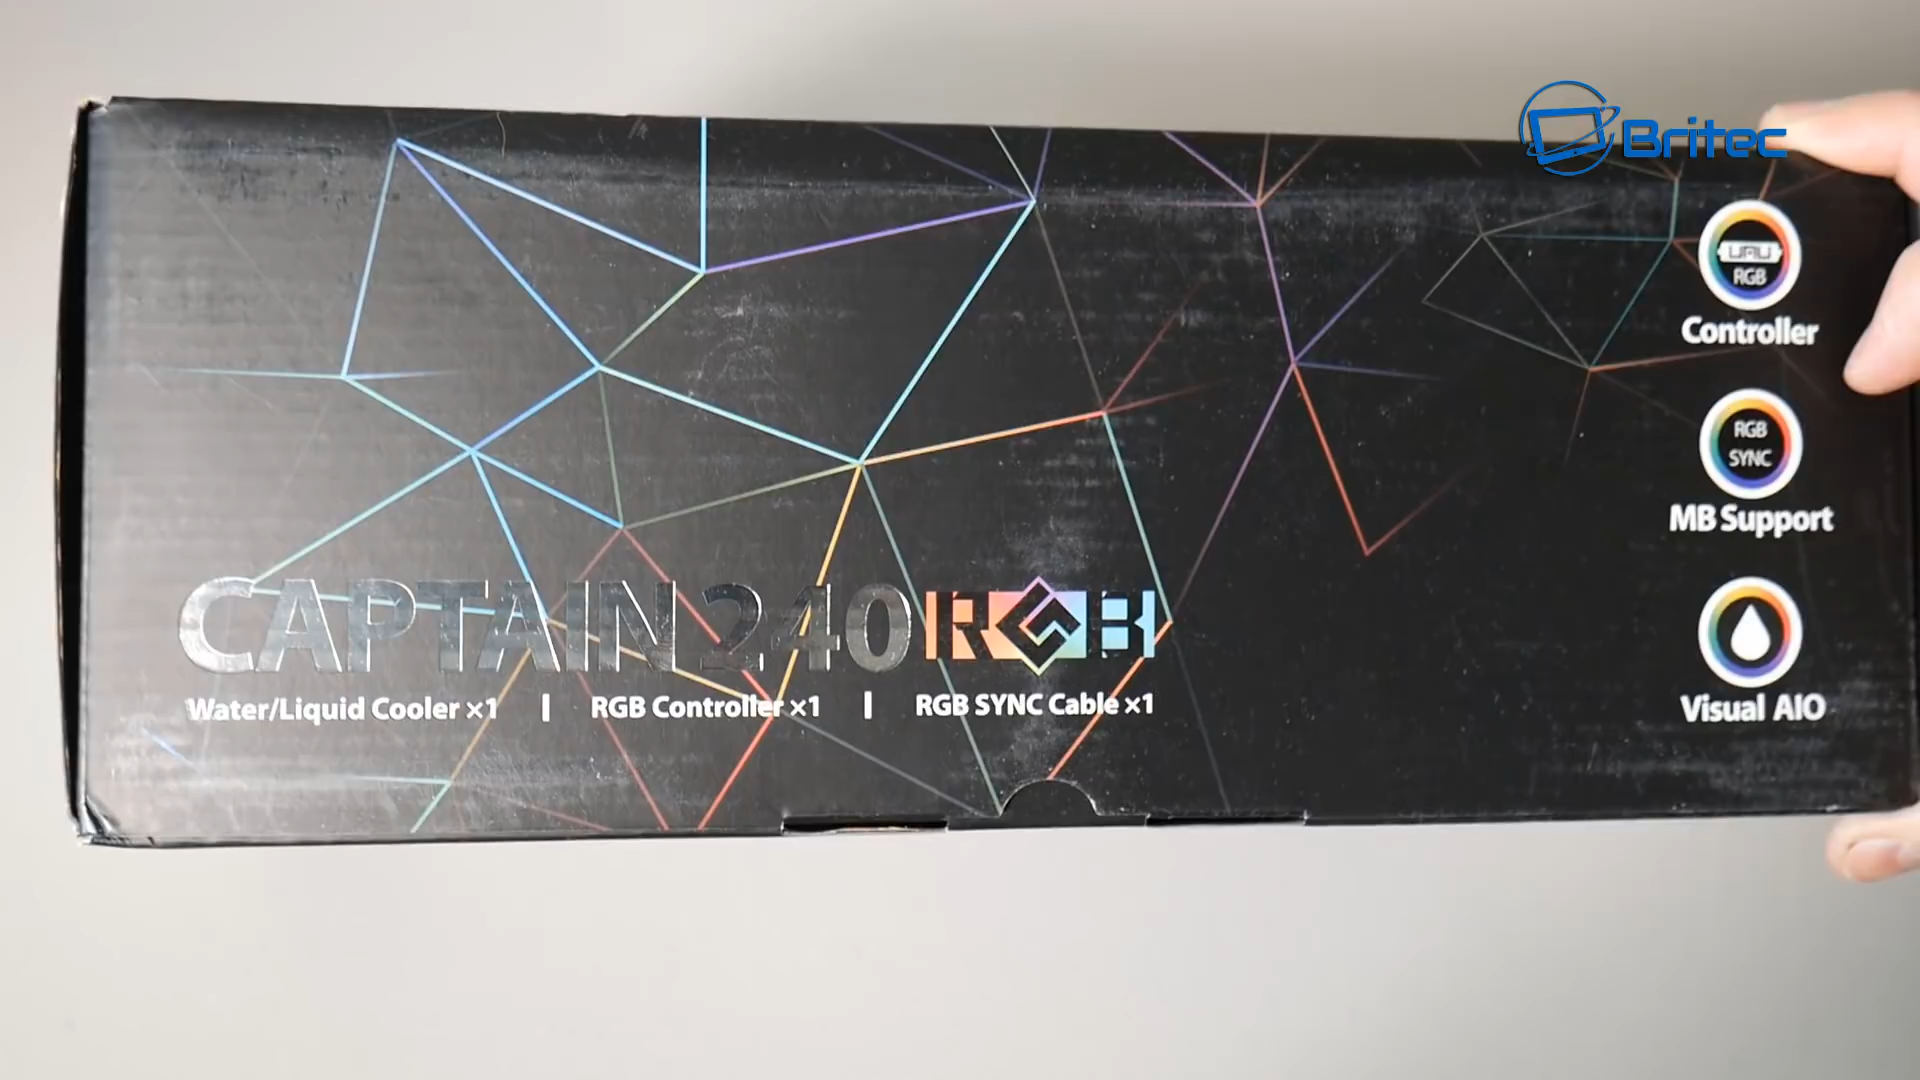 Britec
RGB
Controller
RGB
SYNC
MB Support
CAPTAIN 240 RGB
Water/Liquid Cooler ×1 | RGB Controller ×1 | RGB SYNC Cable ×1
Visual AIO